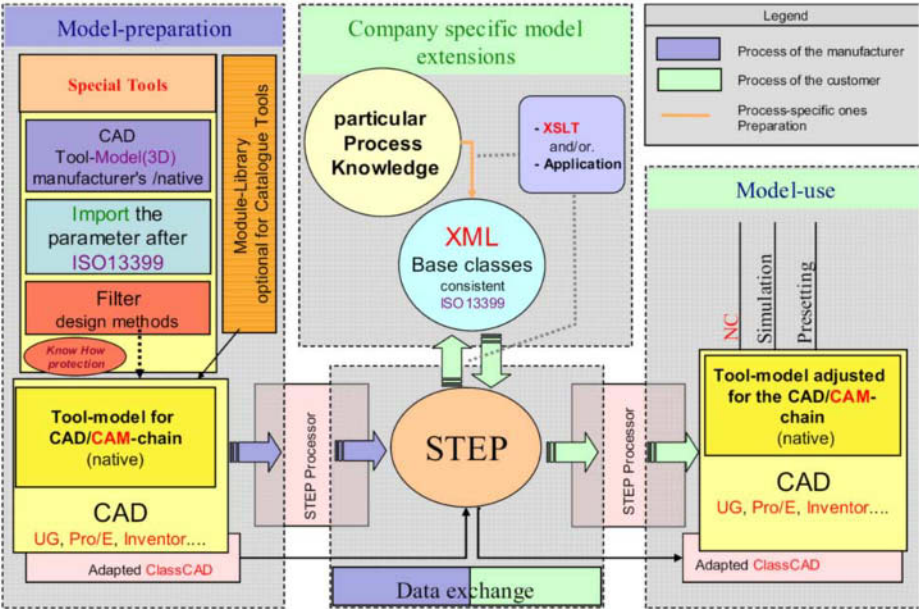 Model-preparation
Special Tools
CAD
Tool-Model(3D)
manufacturer's /native
Import the
parameter after
ISO13399
Filter
design methods
Know How
protection
Module-Library
optional for Catalogue Tools
Tool-model for
CAD/CAM-chain
(native)
CAD
UG, Pro/E, Inventor....
Adapted ClassCAD
STEP Processor
Company specific model
extensions
particular
Process
Knowledge
- XSLT
and/or.
- Application
XML
Base classes
consistent
ISO13399
STEP
Data exchange
STEP Processor
Legend
Process of the manufacturer
Process of the customer
Process-specific ones
Preparation
Model-use
NC
Simulation
Presetting
Tool-model adjusted
for the CAD/CAM-
chain
(native)
CAD
UG, Pro/E, Inventor....
Adapted ClassCAD